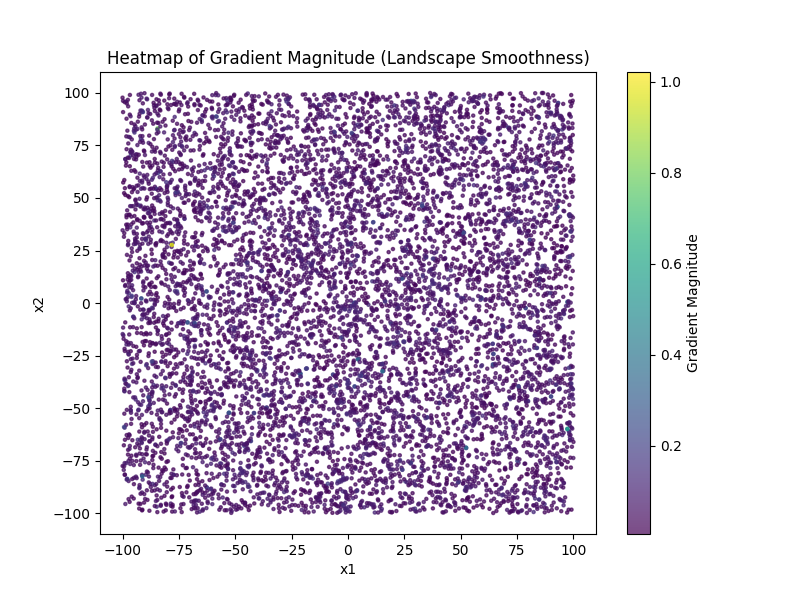 Heatmap of Gradient Magnitude (Landscape Smoothness)
100
75
50
25
0
−25
−50
−75
−100
x2
−100 −75 −50 −25 0 25 50 75 100
x1
1.0
0.8
0.6
0.4
0.2
Gradient Magnitude